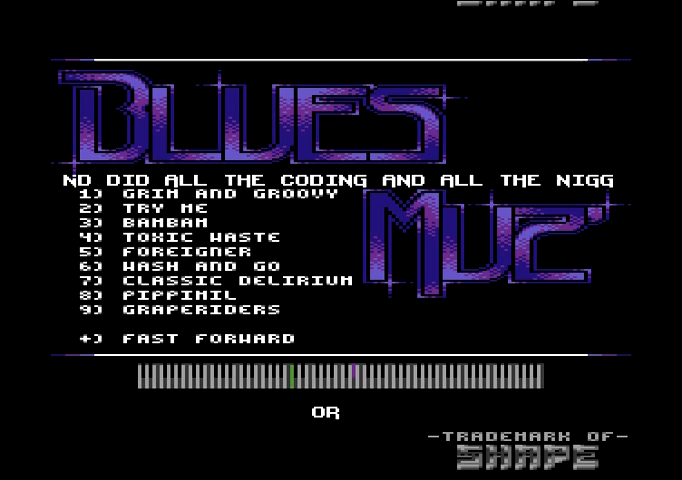 BLUES
ND DID ALL THE CODING AND ALL THE NIGG
1) GRIM AND GROOVY
2) TRY ME
3) BAMBAM
4) TOXIC WASTE
5) FOREIGNER
6) WASH AND GO
7) CLASSIC DELIRIUM
8) PIPPIMIL
9) GRAPERIDERS
MUZ'
+) FAST FORWARD
OR
-TRADEMARK OF-
SHAPE